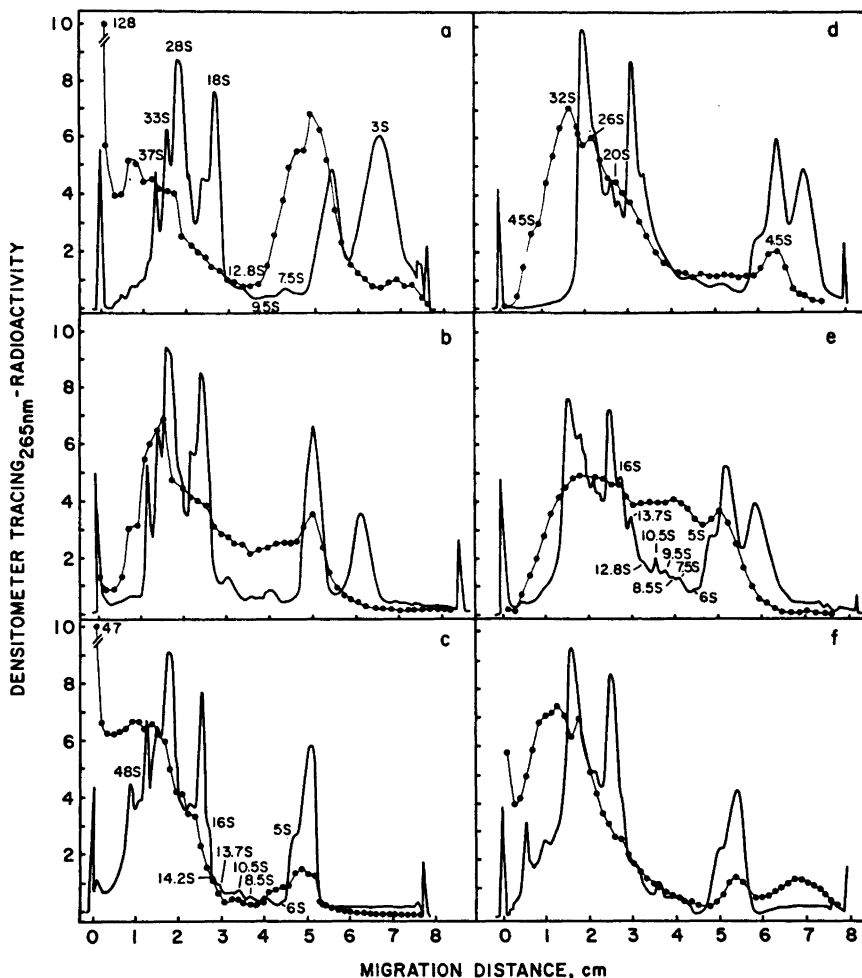 DENSITOMETER TRACING265nm-RADIOACTIVITY
a
10
8
6
4
2
128
28S
18S
33S
37S
3S
12.8S
7.5S
9.5S
d
32S
26S
20S
45S
4.5S
b
10
8
6
4
2
e
16S
13.7S
5S
10.5S
9.5S
7.5S
12.8S
8.5S
6S
c
10
8
6
4
2
47
48S
16S
5S
13.7S
14.2S
10.5S
8.5S
6S
f
0 1 2 3 4 5 6 7 8
0 1 2 3 4 5 6 7 8
MIGRATION DISTANCE, cm